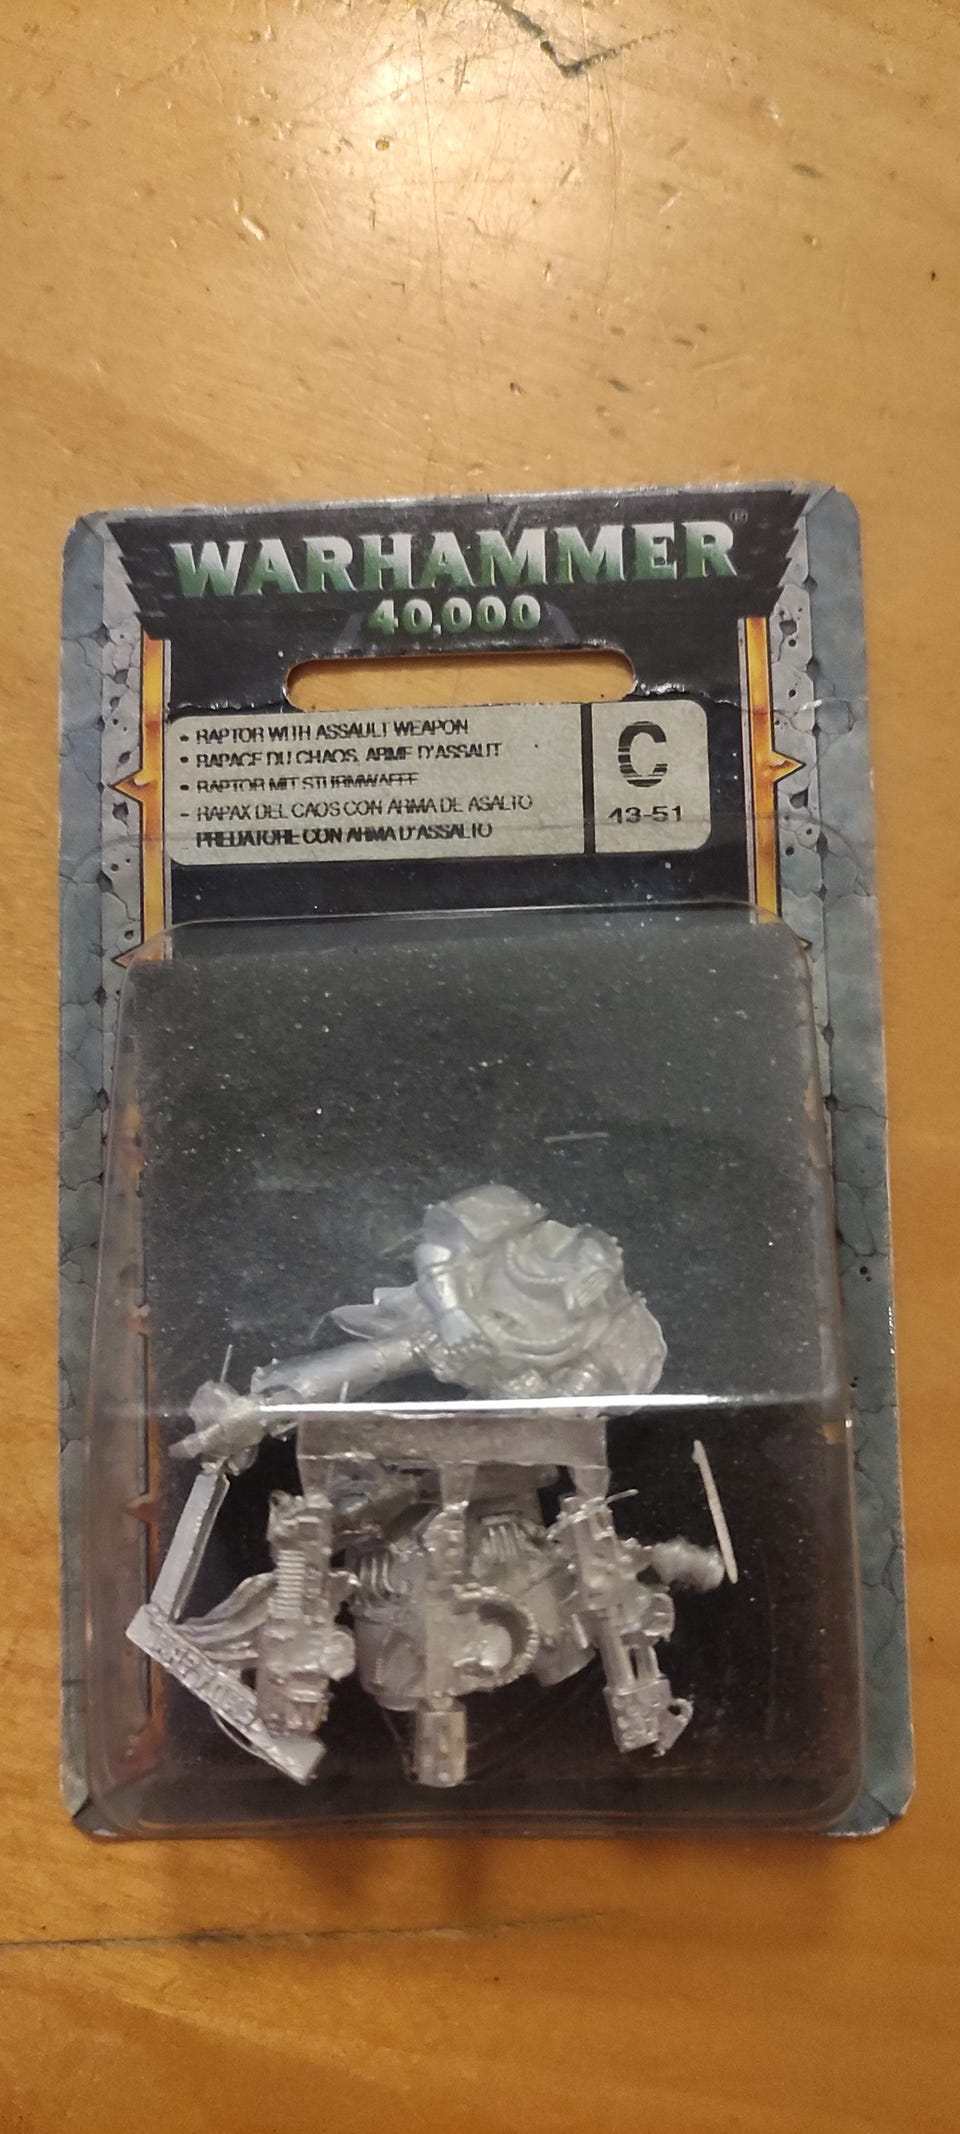 WARHAMMER®
40,000
• RAPTOR WITH ASSAULT WEAPON
• RAPACE DU CHAOS, ARME D'ASSAUT
• RAPTOR MIT STURMWAFFE
- RAPAX DEL CAOS CON ARMA DE ASALTO
PREDATORE CON ARMA D'ASSALTO
C
43-51